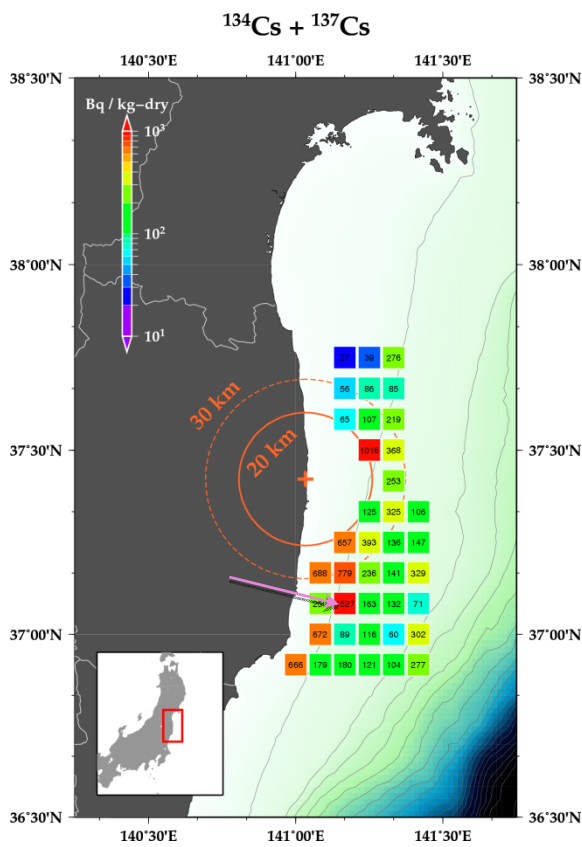 ¹³⁴Cs + ¹³⁷Cs
140°30'E 141°00'E 141°30'E
38°30'N 38°30'N
Bq / kg-dry
10³
10²
10¹
38°00'N 38°00'N
27 39 276
56 86 85
65 107 219
30 km
20 km
37°30'N 1016 368 37°30'N
253
125 325 106
657 393 136 147
688 779 236 141 329
163 132 71
37°00'N 672 89 116 60 302 37°00'N
666 179 180 121 104 277
36°30'N 36°30'N
140°30'E 141°00'E 141°30'E